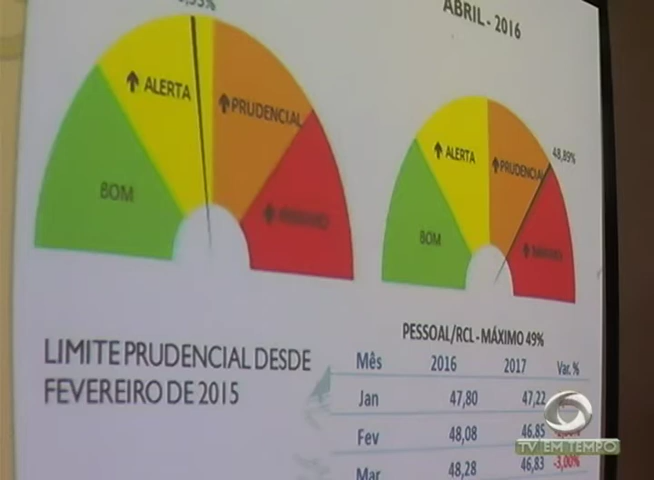 ABRIL - 2016
ALERTA
PRUDENCIAL
BOM
ALERTA
PRUDENCIAL
48,89%
BOM
LIMITE PRUDENCIAL DESDE
FEVEREIRO DE 2015
PESSOAL/RCL - MÁXIMO 49%
Mês 2016 2017 Var. %
Jan 47,80 47,22
Fev 48,08 46,85
Mar 48,28 46,83 -3,00%
TV EM TEMPO